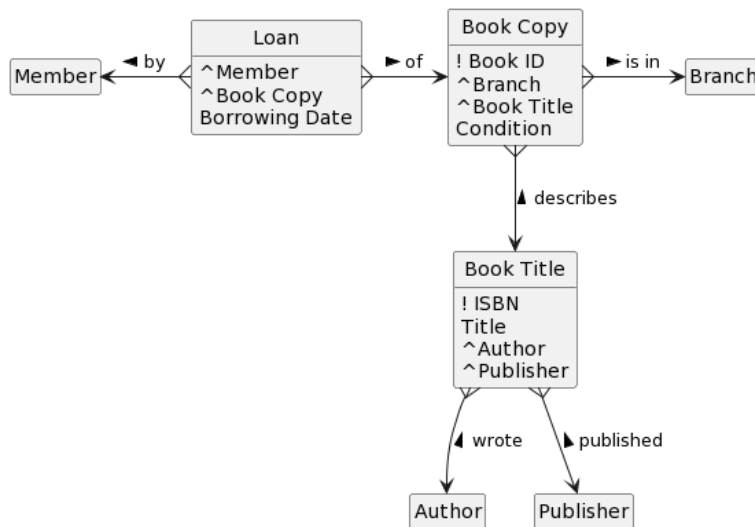 Member
◄ by
Loan
^Member
^Book Copy
Borrowing Date
► of
Book Copy
! Book ID
^Branch
^Book Title
Condition
► is in
Branch
▲ describes
Book Title
! ISBN
Title
^Author
^Publisher
▲ wrote
▲ published
Author
Publisher